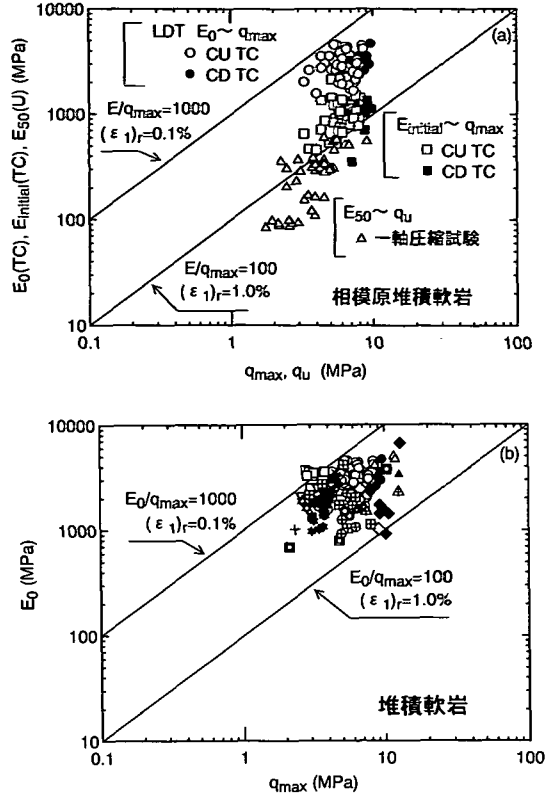 (a)
LDT E₀～qmax
○ CU TC
● CD TC
E/qmax=1000
(ε₁)r=0.1%
Einitial～qmax
□ CU TC
■ CD TC
E₅₀～qu
△ 一軸圧縮試験
E/qmax=100
(ε₁)r=1.0%
相模原堆積軟岩
E₀(TC), Einitial(TC), E₅₀(U) (MPa)
10000
1000
100
10
0.1
1
10
100
qmax, qu (MPa)
(b)
E₀/qmax=1000
(ε₁)r=0.1%
E₀/qmax=100
(ε₁)r=1.0%
堆積軟岩
E₀ (MPa)
10000
1000
100
10
0.1
1
10
100
qmax (MPa)